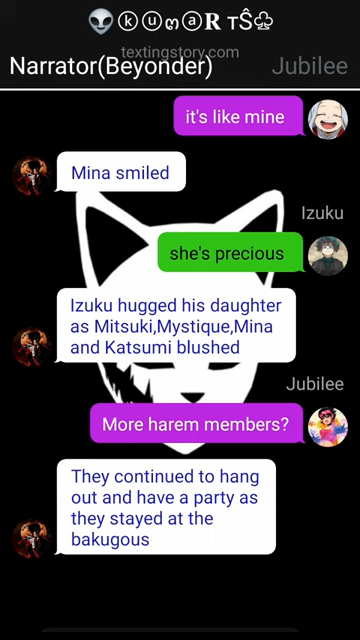 👽ⓚⓤ๓ⓐ𝐑 тŜ♧
textingstory.com
Narrator(Beyonder) Jubilee
it's like mine
Mina smiled
Izuku
she's precious
Izuku hugged his daughter
as Mitsuki,Mystique,Mina
and Katsumi blushed
Jubilee
More harem members?
They continued to hang
out and have a party as
they stayed at the
bakugous